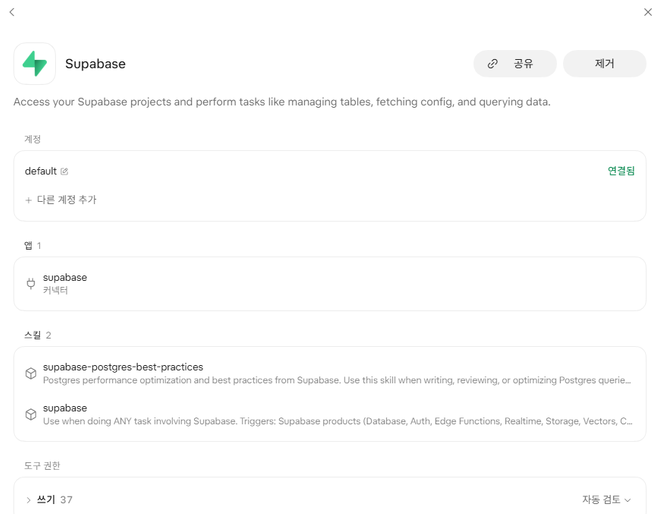 Supabase
공유
제거
Access your Supabase projects and perform tasks like managing tables, fetching config, and querying data.
계정
default
연결됨
+ 다른 계정 추가
앱 1
supabase
커넥터
스킬 2
supabase-postgres-best-practices
Postgres performance optimization and best practices from Supabase. Use this skill when writing, reviewing, or optimizing Postgres querie...
supabase
Use when doing ANY task involving Supabase. Triggers: Supabase products (Database, Auth, Edge Functions, Realtime, Storage, Vectors, C...
도구 권한
쓰기 37
자동 검토